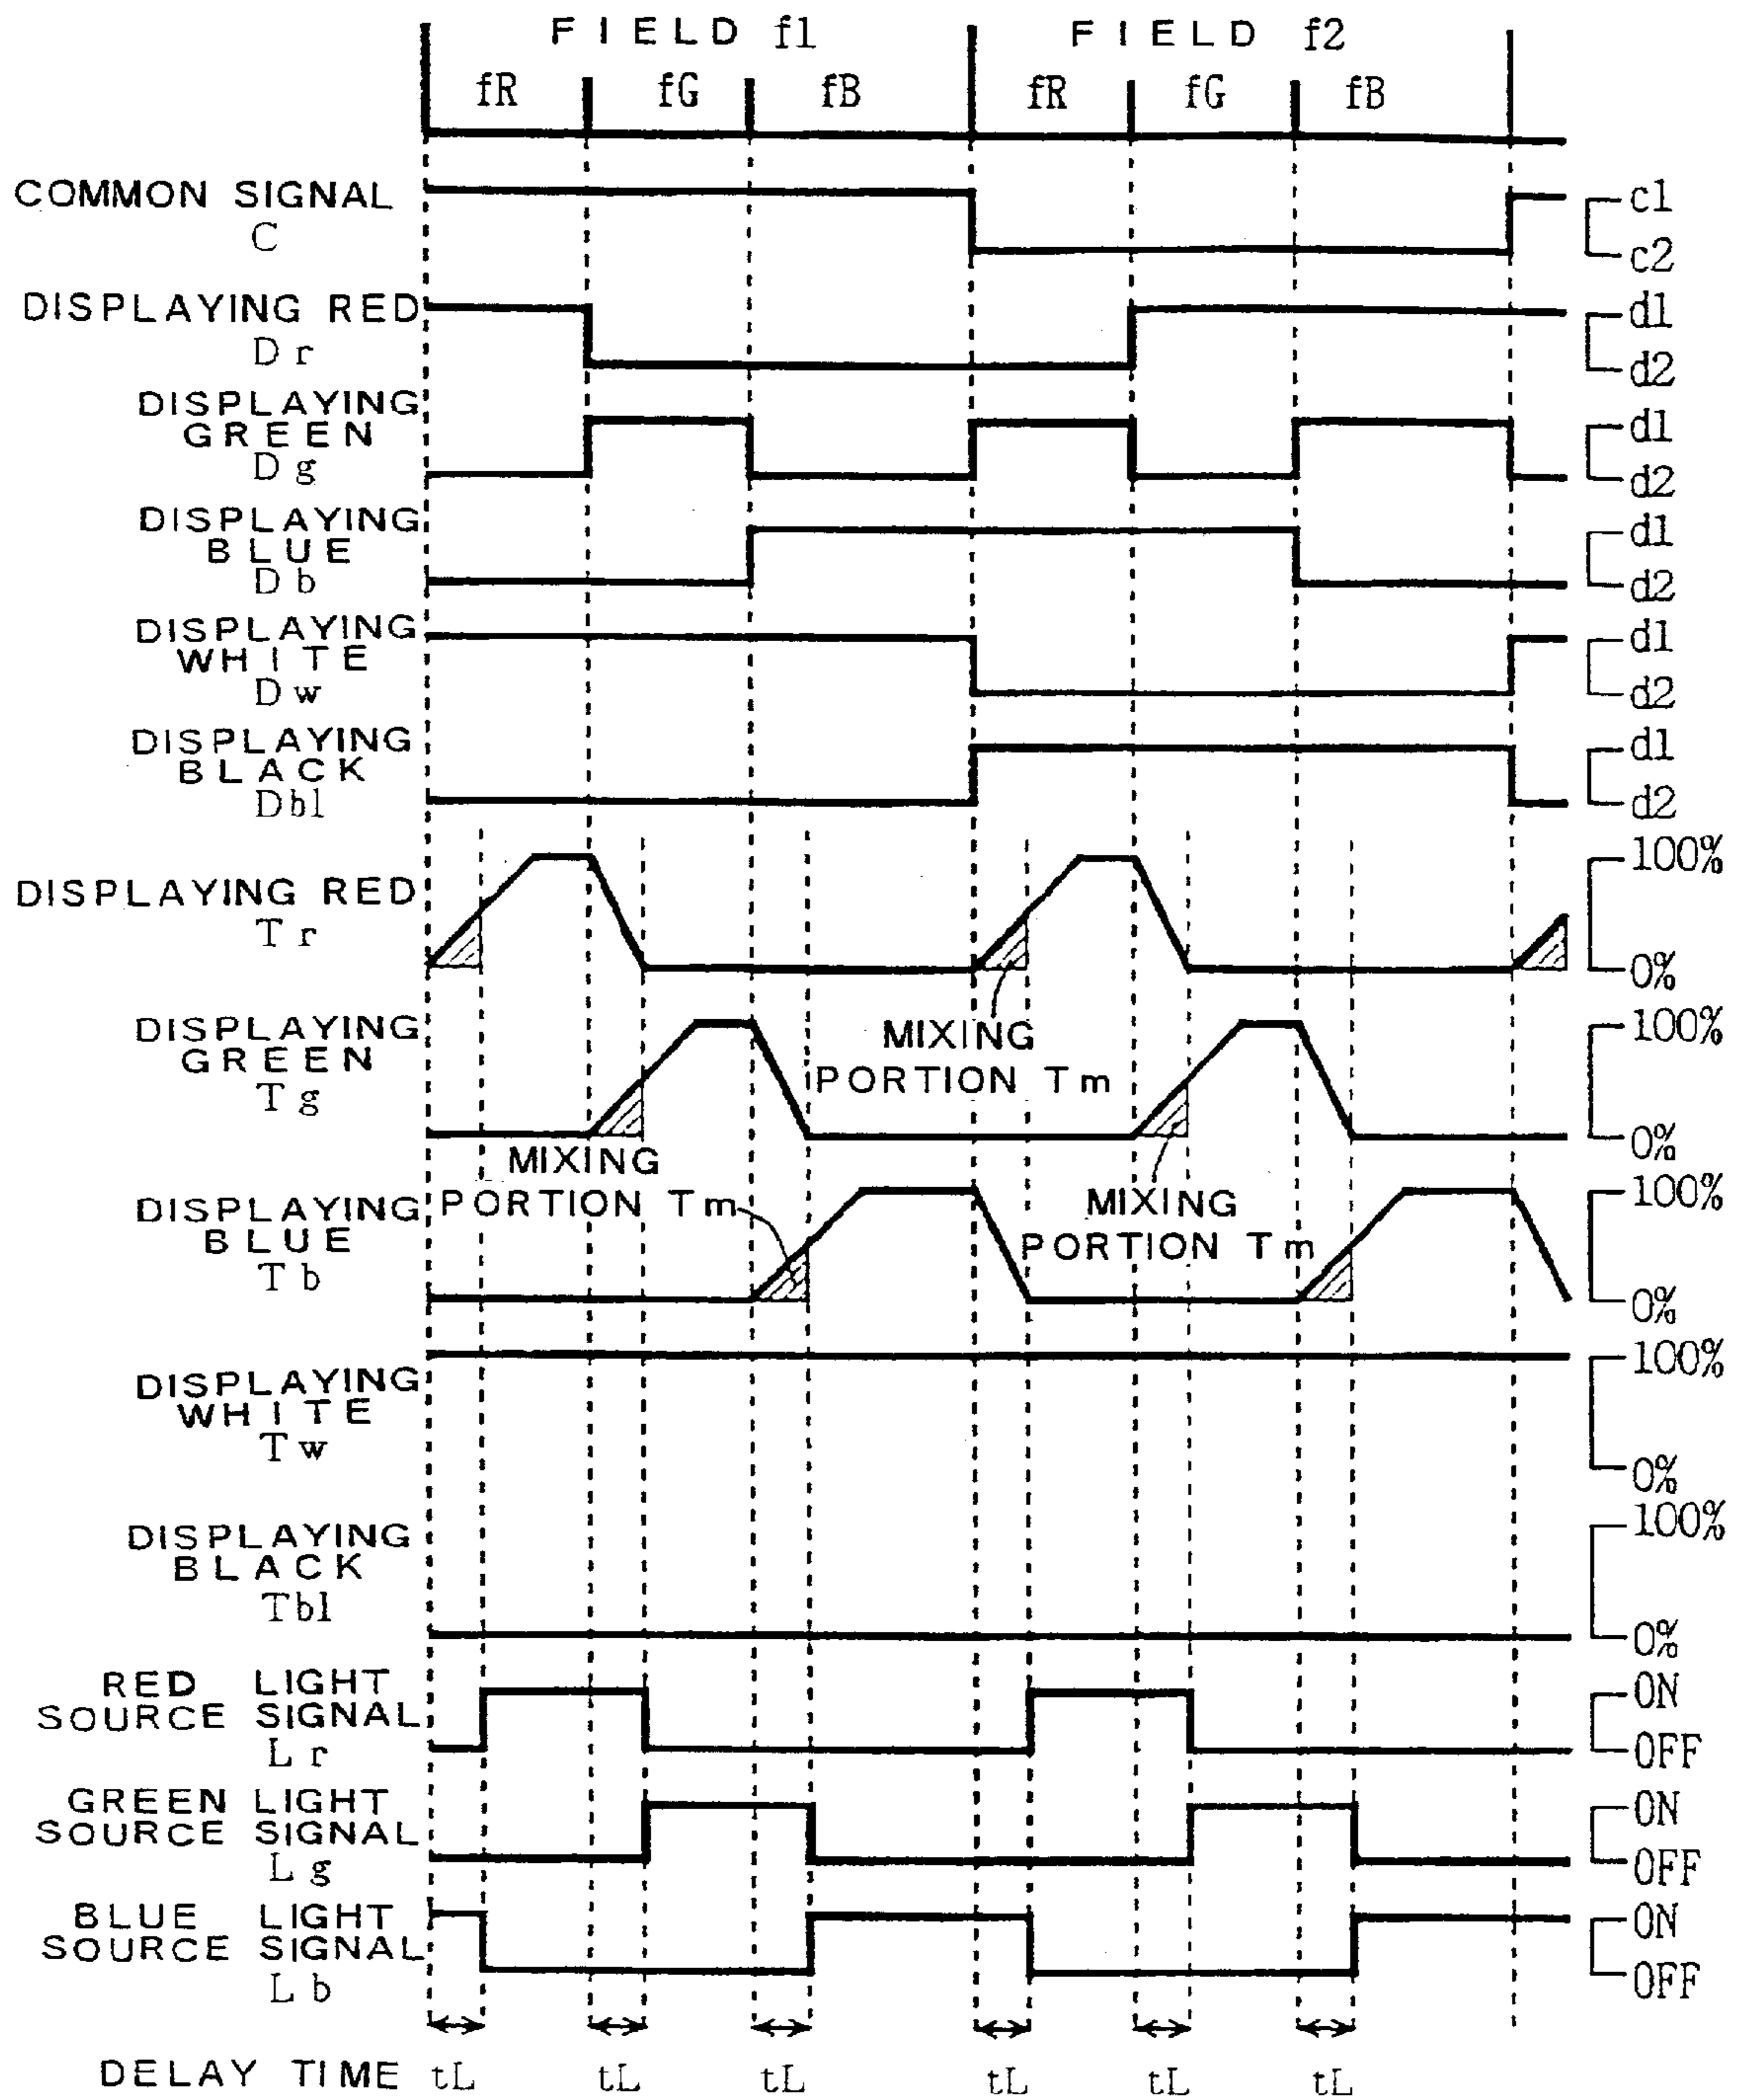 FIELD f1 FIELD f2
fR fG fB fR fG fB
COMMON SIGNAL
C
c1
c2
DISPLAYING RED
Dr
d1
d2
DISPLAYING
GREEN
Dg
d1
d2
DISPLAYING
BLUE
Db
d1
d2
DISPLAYING
WHITE
Dw
d1
d2
DISPLAYING
BLACK
Dbl
d1
d2
DISPLAYING RED
Tr
100%
0%
MIXING
PORTION Tm
DISPLAYING
GREEN
Tg
100%
0%
MIXING
PORTION Tm
MIXING
PORTION Tm
DISPLAYING
BLUE
Tb
100%
0%
DISPLAYING
WHITE
Tw
100%
0%
DISPLAYING
BLACK
Tbl
100%
0%
RED LIGHT
SOURCE SIGNAL
Lr
ON
OFF
GREEN LIGHT
SOURCE SIGNAL
Lg
ON
OFF
BLUE LIGHT
SOURCE SIGNAL
Lb
ON
OFF
DELAY TIME tL tL tL tL tL tL